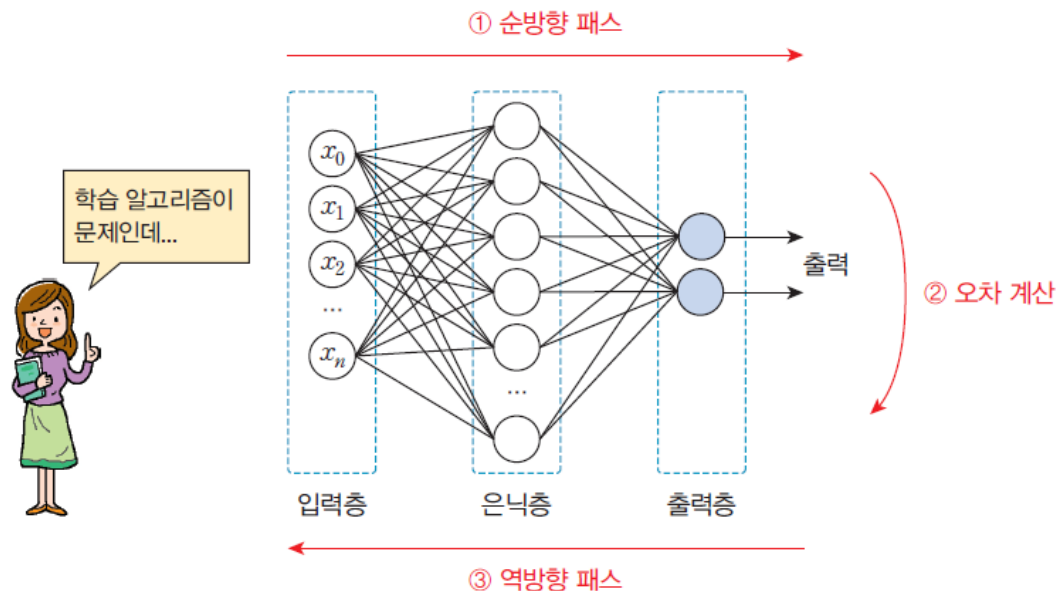 ① 순방향 패스
학습 알고리즘이
문제인데...
x₀
x₁
x₂
...
xₙ
...
출력
② 오차 계산
입력층
은닉층
출력층
③ 역방향 패스